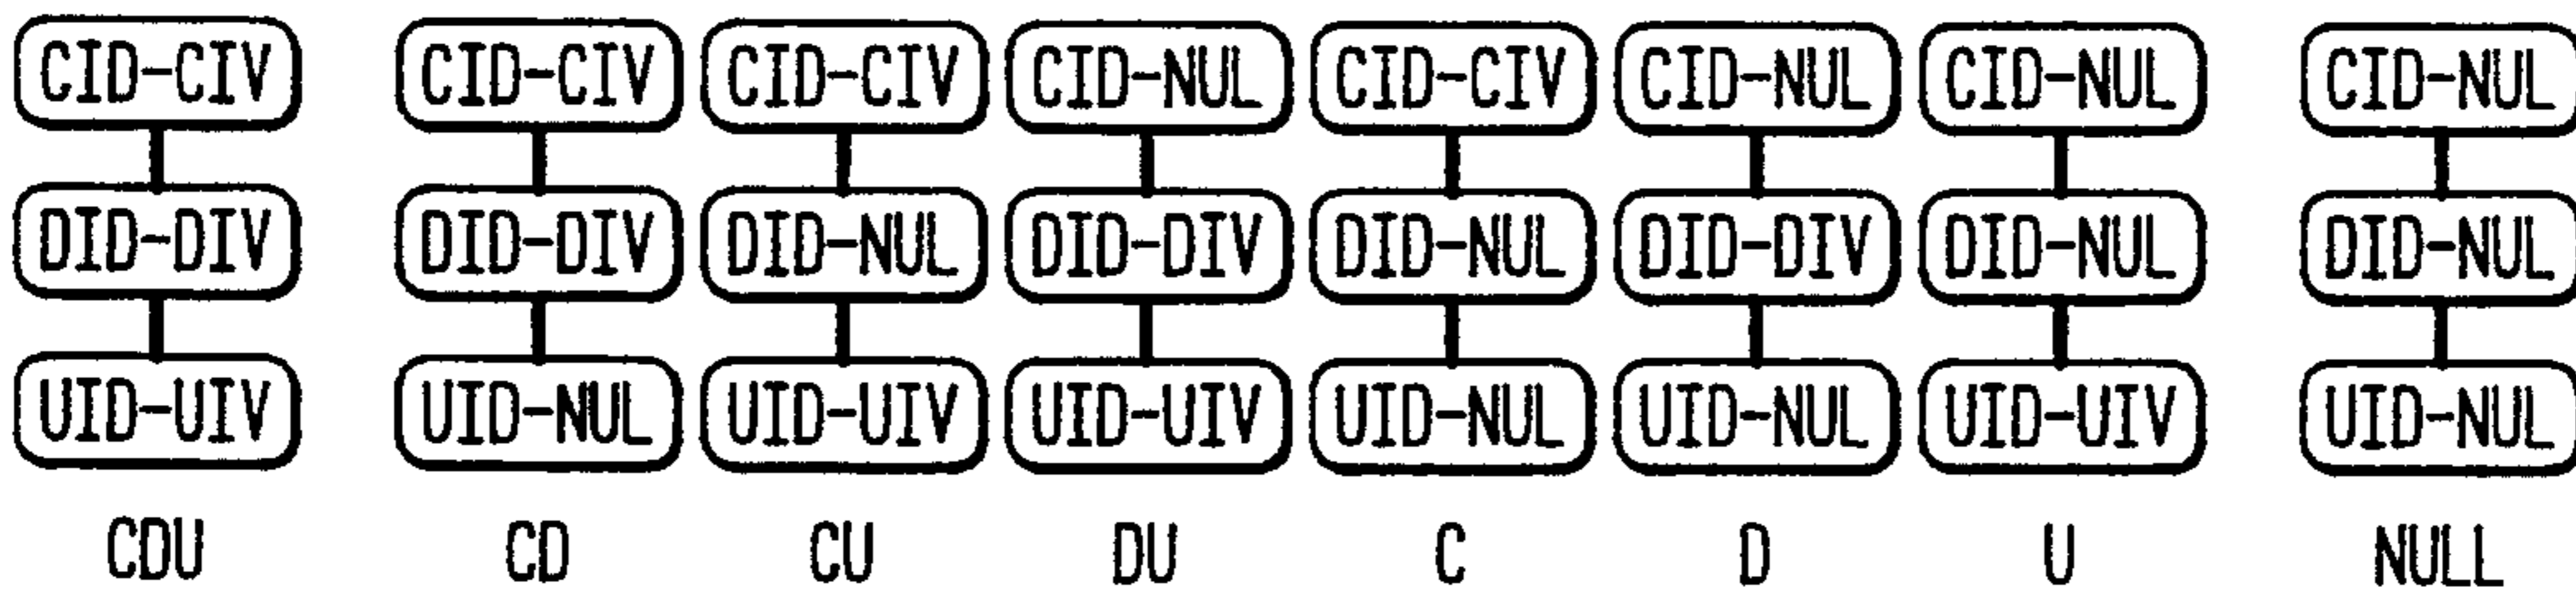 CID-CIV CID-CIV CID-CIV CID-NUL CID-CIV CID-NUL CID-NUL CID-NUL
DID-DIV DID-DIV DID-NUL DID-DIV DID-NUL DID-DIV DID-NUL DID-NUL
UID-UIV UID-NUL UID-UIV UID-UIV UID-NUL UID-NUL UID-UIV UID-NUL
CDU CD CU DU C D U NULL